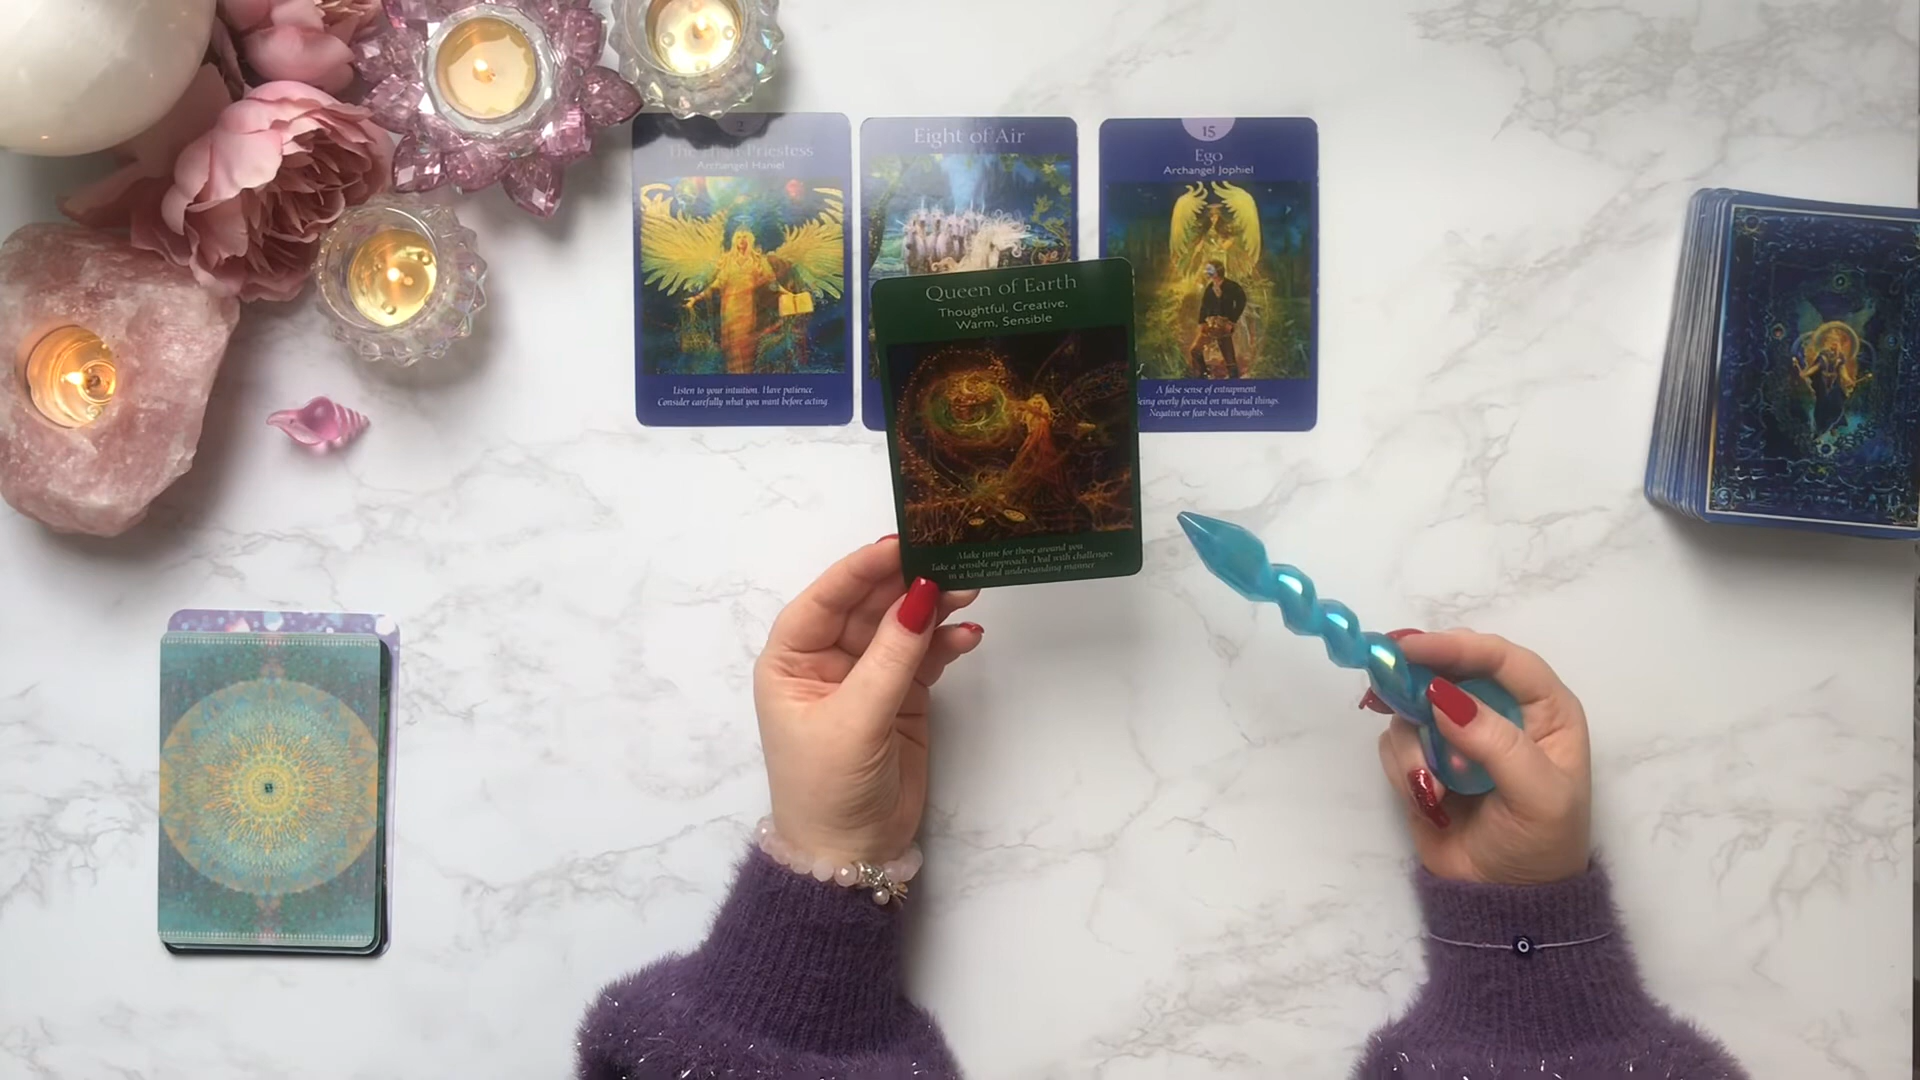 2
The High Priestess
Archangel Haniel
Listen to your intuition. Have patience.
Consider carefully what you want before acting.
Eight of Air
15
Ego
Archangel Jophiel
A false sense of entrapment.
Being overly focused on material things.
Negative or fear-based thoughts.
Queen of Earth
Thoughtful, Creative,
Warm, Sensible
Make time for those around you.
Take a sensible approach. Deal with challenges
in a kind and understanding manner.